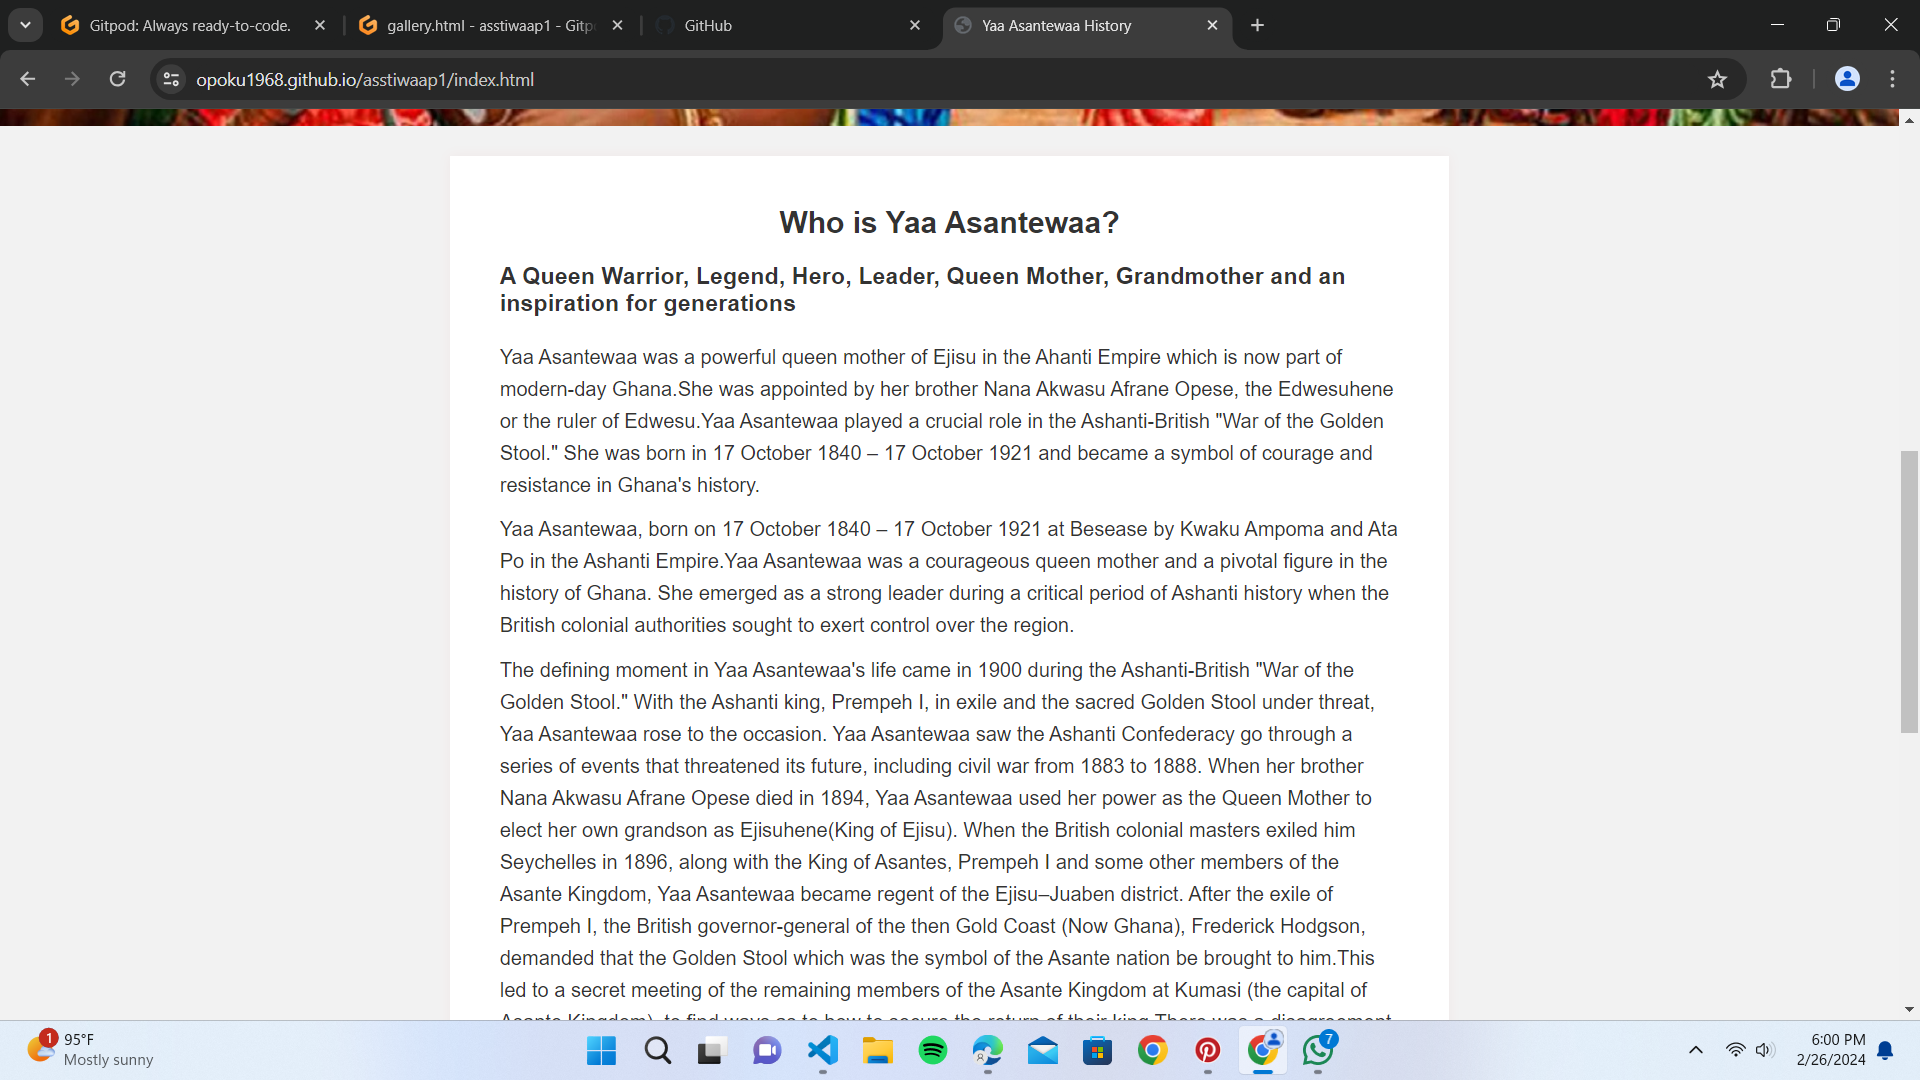 Gitpod: Always ready-to-code.
gallery.html - asstiwaap1 - Gitp
GitHub
Yaa Asantewaa History
opoku1968.github.io/asstiwaap1/index.html
Who is Yaa Asantewaa?
A Queen Warrior, Legend, Hero, Leader, Queen Mother, Grandmother and an
inspiration for generations
Yaa Asantewaa was a powerful queen mother of Ejisu in the Ahanti Empire which is now part of
modern-day Ghana.She was appointed by her brother Nana Akwasu Afrane Opese, the Edwesuhene
or the ruler of Edwesu.Yaa Asantewaa played a crucial role in the Ashanti-British "War of the Golden
Stool." She was born in 17 October 1840 – 17 October 1921 and became a symbol of courage and
resistance in Ghana's history.
Yaa Asantewaa, born on 17 October 1840 – 17 October 1921 at Besease by Kwaku Ampoma and Ata
Po in the Ashanti Empire.Yaa Asantewaa was a courageous queen mother and a pivotal figure in the
history of Ghana. She emerged as a strong leader during a critical period of Ashanti history when the
British colonial authorities sought to exert control over the region.
The defining moment in Yaa Asantewaa's life came in 1900 during the Ashanti-British "War of the
Golden Stool." With the Ashanti king, Prempeh I, in exile and the sacred Golden Stool under threat,
Yaa Asantewaa rose to the occasion. Yaa Asantewaa saw the Ashanti Confederacy go through a
series of events that threatened its future, including civil war from 1883 to 1888. When her brother
Nana Akwasu Afrane Opese died in 1894, Yaa Asantewaa used her power as the Queen Mother to
elect her own grandson as Ejisuhene(King of Ejisu). When the British colonial masters exiled him
Seychelles in 1896, along with the King of Asantes, Prempeh I and some other members of the
Asante Kingdom, Yaa Asantewaa became regent of the Ejisu–Juaben district. After the exile of
Prempeh I, the British governor-general of the then Gold Coast (Now Ghana), Frederick Hodgson,
demanded that the Golden Stool which was the symbol of the Asante nation be brought to him.This
led to a secret meeting of the remaining members of the Asante Kingdom at Kumasi (the capital of
Asante Kingdom), to find ways as to how to secure the return of their king.There was a disagreement
1
95°F
Mostly sunny
7
6:00 PM
2/26/2024